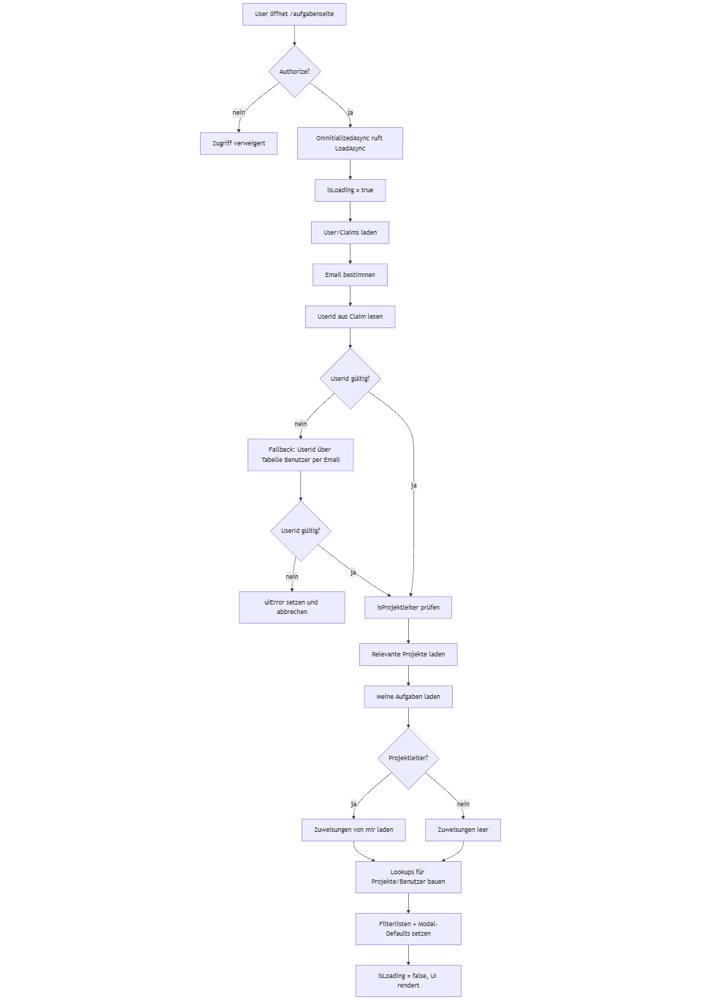 User öffnet /aufgabenseite
Authorize?
nein
ja
Zugriff verweigert
OnInitializedAsync ruft
LoadAsync
isLoading = true
User/Claims laden
Email bestimmen
UserId aus Claim lesen
UserId gültig?
nein
Fallback: UserId über
Tabelle Benutzer per Email
ja
UserId gültig?
nein
ja
uiError setzen und
abbrechen
isProjektleiter prüfen
Relevante Projekte laden
Meine Aufgaben laden
Projektleiter?
ja
nein
Zuweisungen von mir laden
Zuweisungen leer
Lookups für
Projekte/Benutzer bauen
Filterlisten + Modal-
Defaults setzen
isLoading = false, UI
rendert